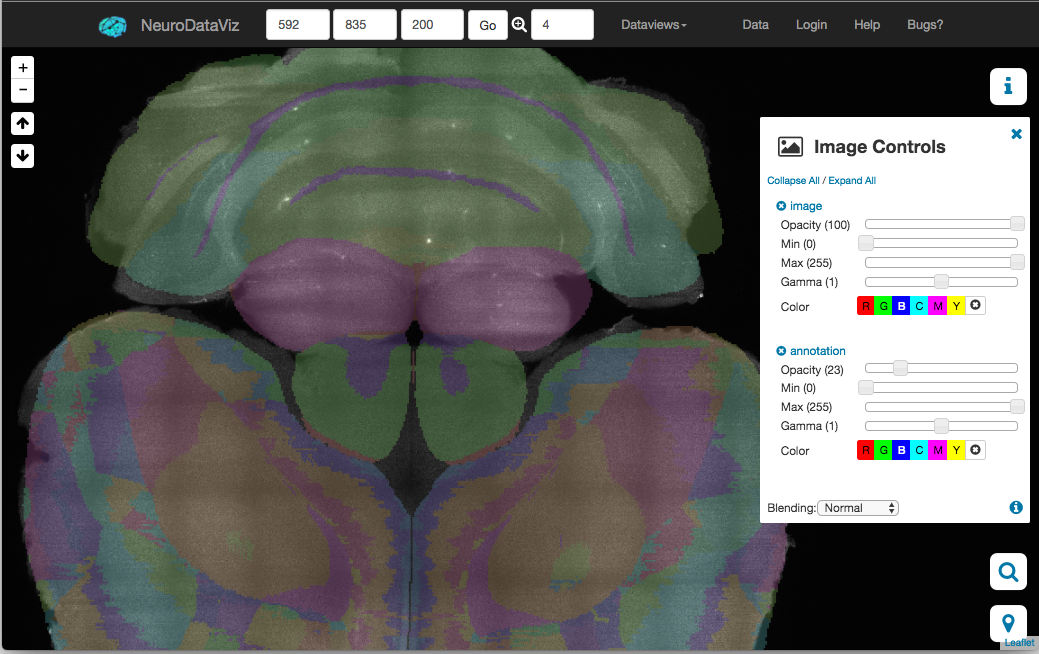 NeuroDataViz 592 835 200 Go 4 Dataviews Data Login Help Bugs?
+
−
i
Image Controls
Collapse All / Expand All
image
Opacity (100)
Min (0)
Max (255)
Gamma (1)
Color R G B C M Y
annotation
Opacity (23)
Min (0)
Max (255)
Gamma (1)
Color R G B C M Y
Blending: Normal
Leaflet